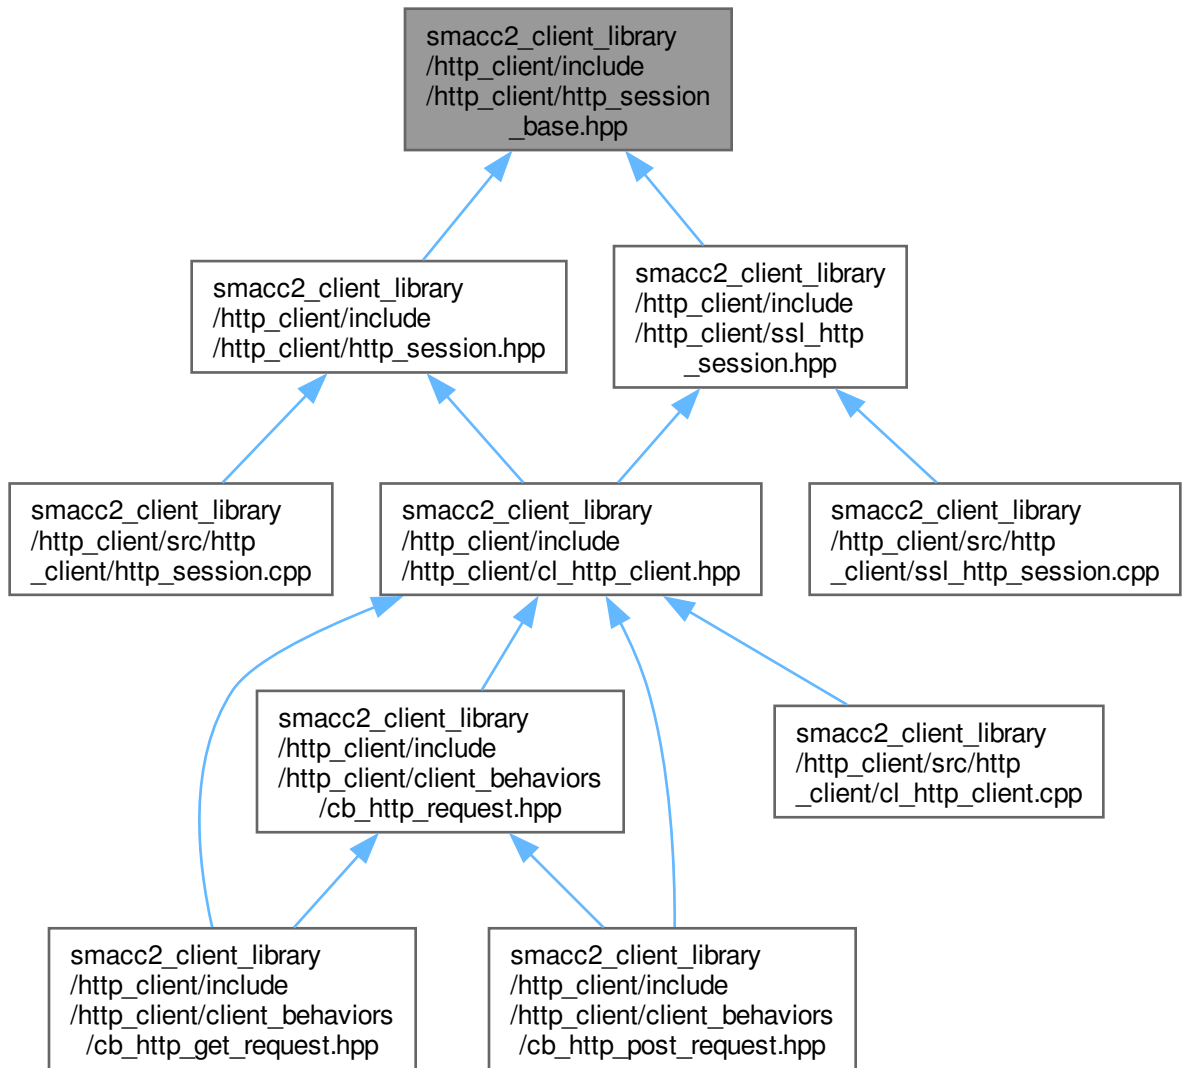 smacc2_client_library
/http_client/include
/http_client/http_session
_base.hpp
smacc2_client_library
/http_client/include
/http_client/http_session.hpp
smacc2_client_library
/http_client/include
/http_client/ssl_http
_session.hpp
smacc2_client_library
/http_client/src/http
_client/http_session.cpp
smacc2_client_library
/http_client/include
/http_client/cl_http_client.hpp
smacc2_client_library
/http_client/src/http
_client/ssl_http_session.cpp
smacc2_client_library
/http_client/include
/http_client/client_behaviors
/cb_http_request.hpp
smacc2_client_library
/http_client/src/http
_client/cl_http_client.cpp
smacc2_client_library
/http_client/include
/http_client/client_behaviors
/cb_http_get_request.hpp
smacc2_client_library
/http_client/include
/http_client/client_behaviors
/cb_http_post_request.hpp